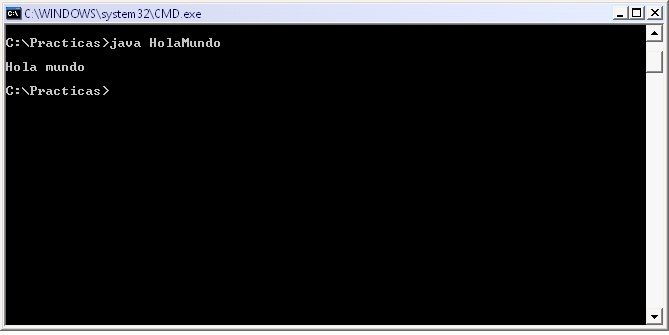 C:\WINDOWS\system32\CMD.exe
C:\Practicas>java HolaMundo
Hola mundo
C:\Practicas>